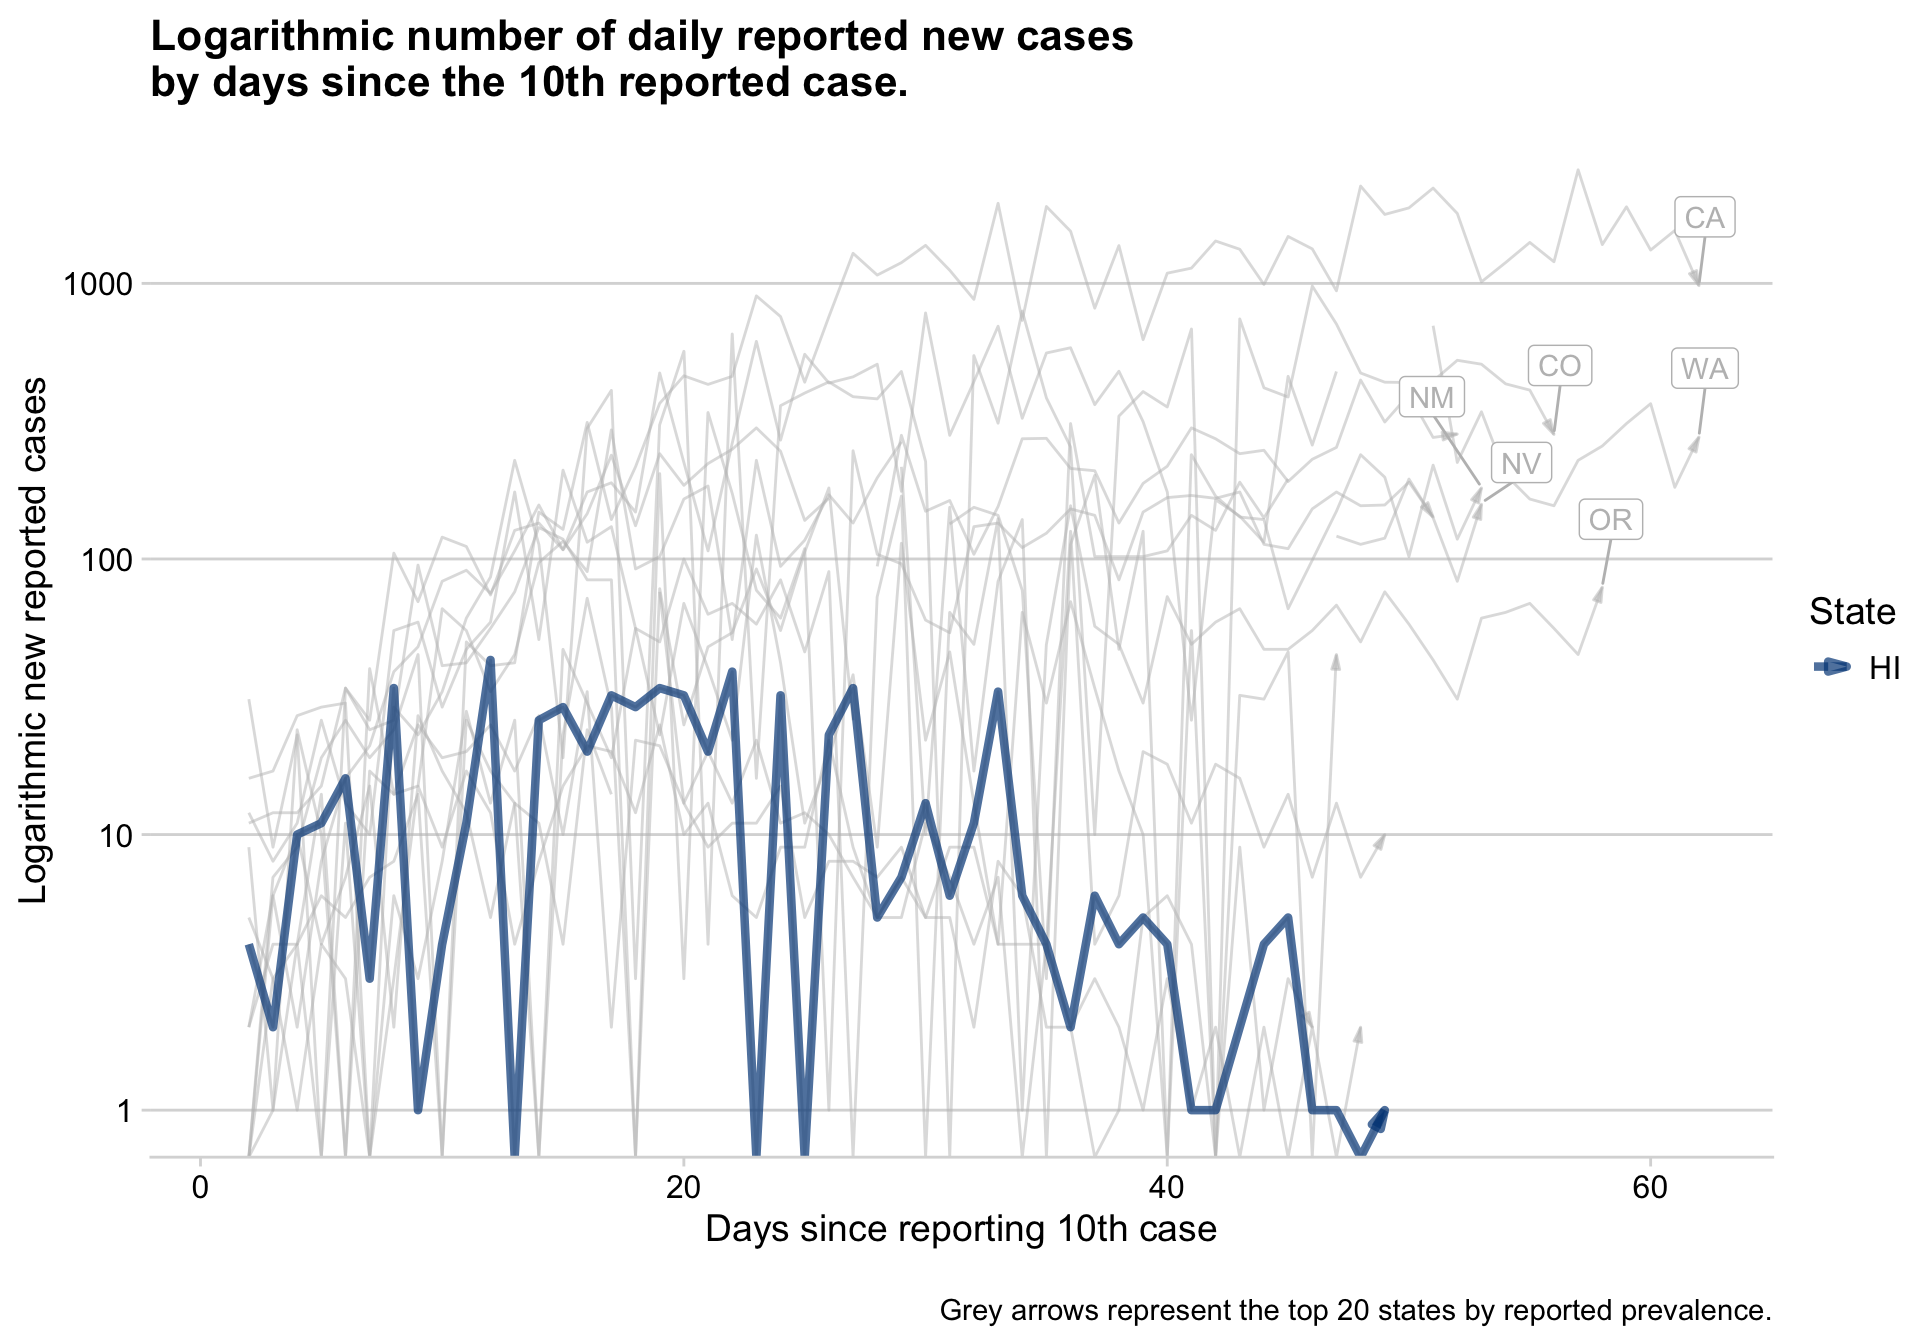 Logarithmic number of daily reported new cases
by days since the 10th reported case.
Logarithmic new reported cases
1000
100
10
1
CA
CO
WA
NM
NV
OR
State
HI
0
20
40
60
Days since reporting 10th case
Grey arrows represent the top 20 states by reported prevalence.